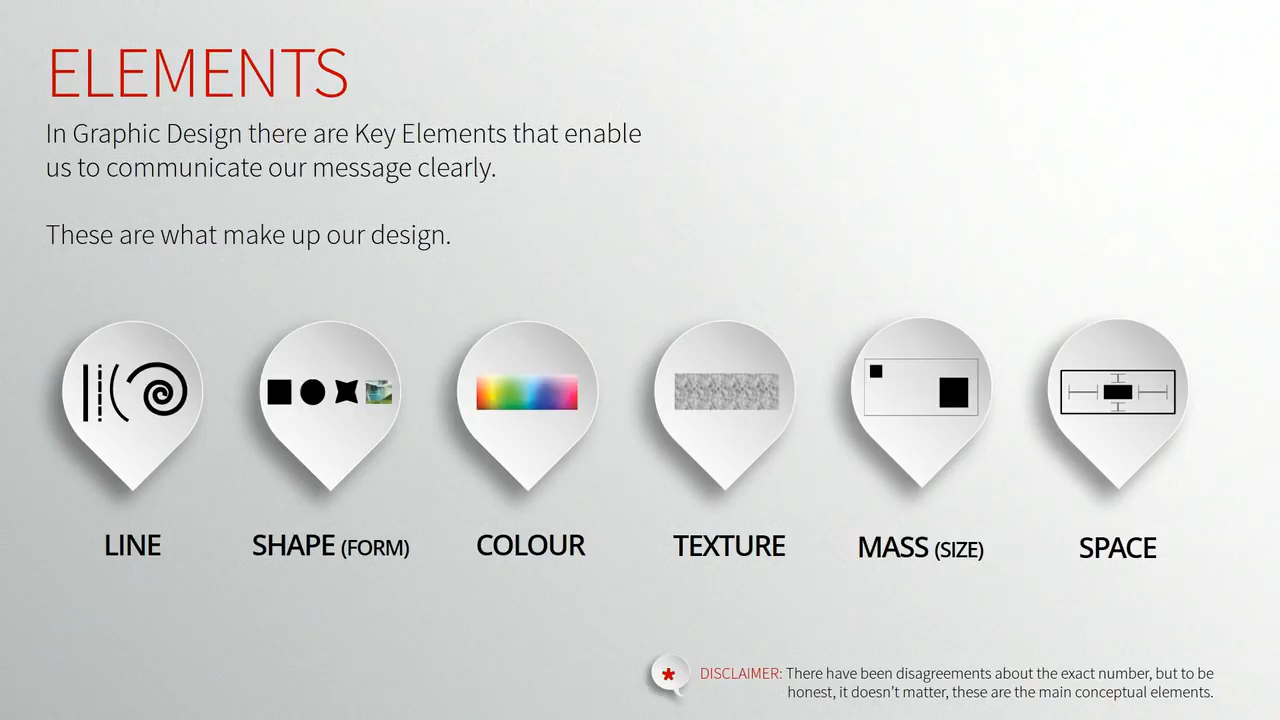 ELEMENTS
In Graphic Design there are Key Elements that enable
us to communicate our message clearly.
These are what make up our design.
LINE
SHAPE (FORM)
COLOUR
TEXTURE
MASS (SIZE)
SPACE
* DISCLAIMER: There have been disagreements about the exact number, but to be
honest, it doesn't matter, these are the main conceptual elements.